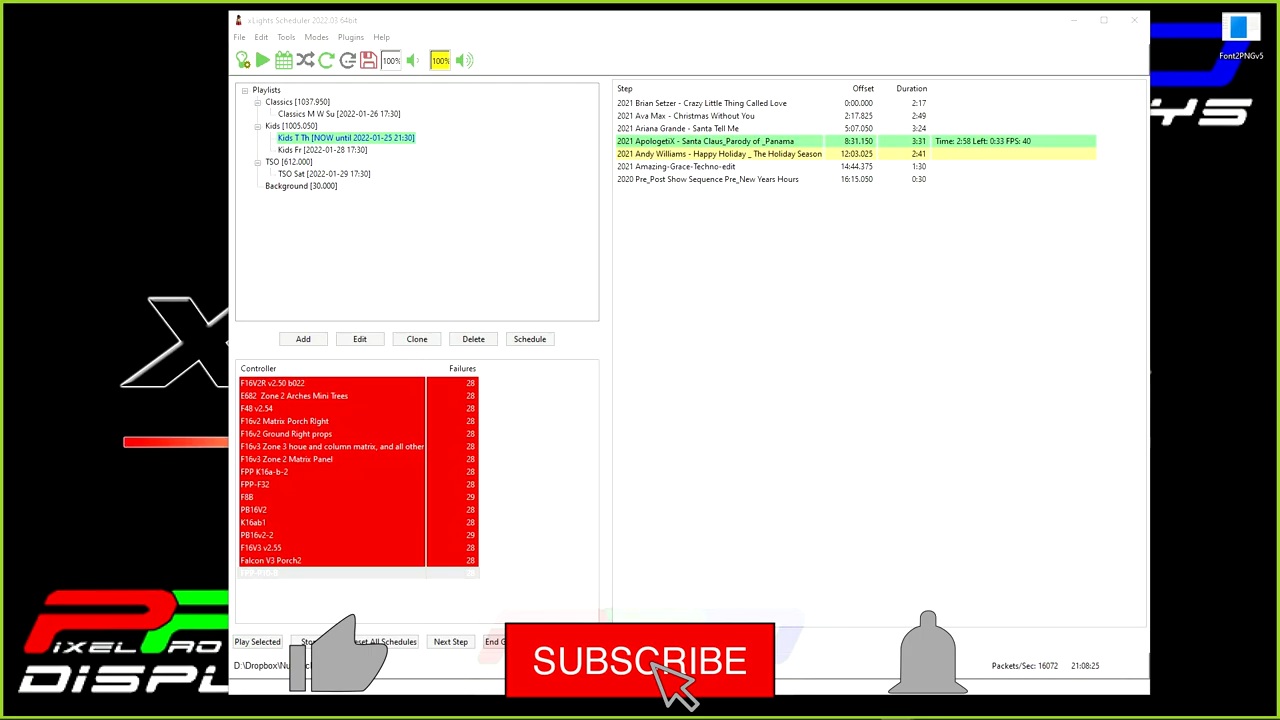 xLights Scheduler 2022.03 64bit
File Edit Tools Modes Plugins Help
100% 100%
Font2PNGv5
Playlists
Classics [1037.950]
Classics M W Su [2022-01-26 17:30]
Kids [1005.050]
Kids T Th [NOW until 2022-01-25 21:30]
Kids Fr [2022-01-28 17:30]
TSO [612.000]
TSO Sat [2022-01-29 17:30]
Background [30.000]
Add Edit Clone Delete Schedule
Step Offset Duration
2021 Brian Setzer - Crazy Little Thing Called Love 0:00.000 2:17
2021 Ava Max - Christmas Without You 2:17.825 2:49
2021 Ariana Grande - Santa Tell Me 5:07.050 3:24
2021 ApologetiX - Santa Claus_Parody of _Panama 8:31.150 3:31 Time: 2:58 Left: 0:33 FPS: 40
2021 Andy Williams - Happy Holiday _ The Holiday Season 12:03.025 2:41
2021 Amazing-Grace-Techno-edit 14:44.375 1:30
2020 Pre_Post Show Sequence Pre_New Years Hours 16:15.050 0:30
Controller Failures
F16V2R v2.50 b022 28
E682 Zone 2 Arches Mini Trees 28
F48 v2.54 28
F16v2 Matrix Porch RIght 28
F16v2 Ground Right props 28
F16v3 Zone 3 houe and column matrix, and all other 28
F16v3 Zone 2 Matrix Panel 28
FPP K16a-b-2 28
FPP-F32 28
F8B 29
PB16V2 28
K16ab1 28
PB16v2-2 29
F16V3 v2.55 28
Falcon V3 Porch2 28
Play Selected Sto set All Schedules Next Step End G
D:\Dropbox\Nu
Packets/Sec: 16072 21:08:25
SUBSCRIBE
PIXEL PRO
DISPL
YS